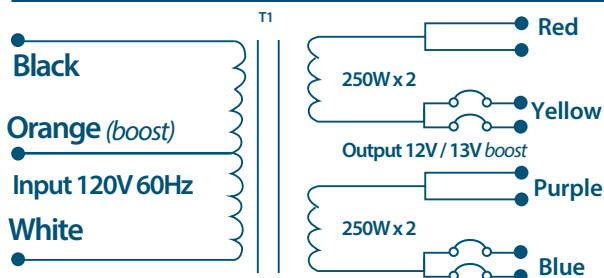 T1
Red
Black
250W x 2
Yellow
Orange (boost)
Output 12V / 13V boost
Input 120V 60Hz
Purple
White
250W x 2
Blue